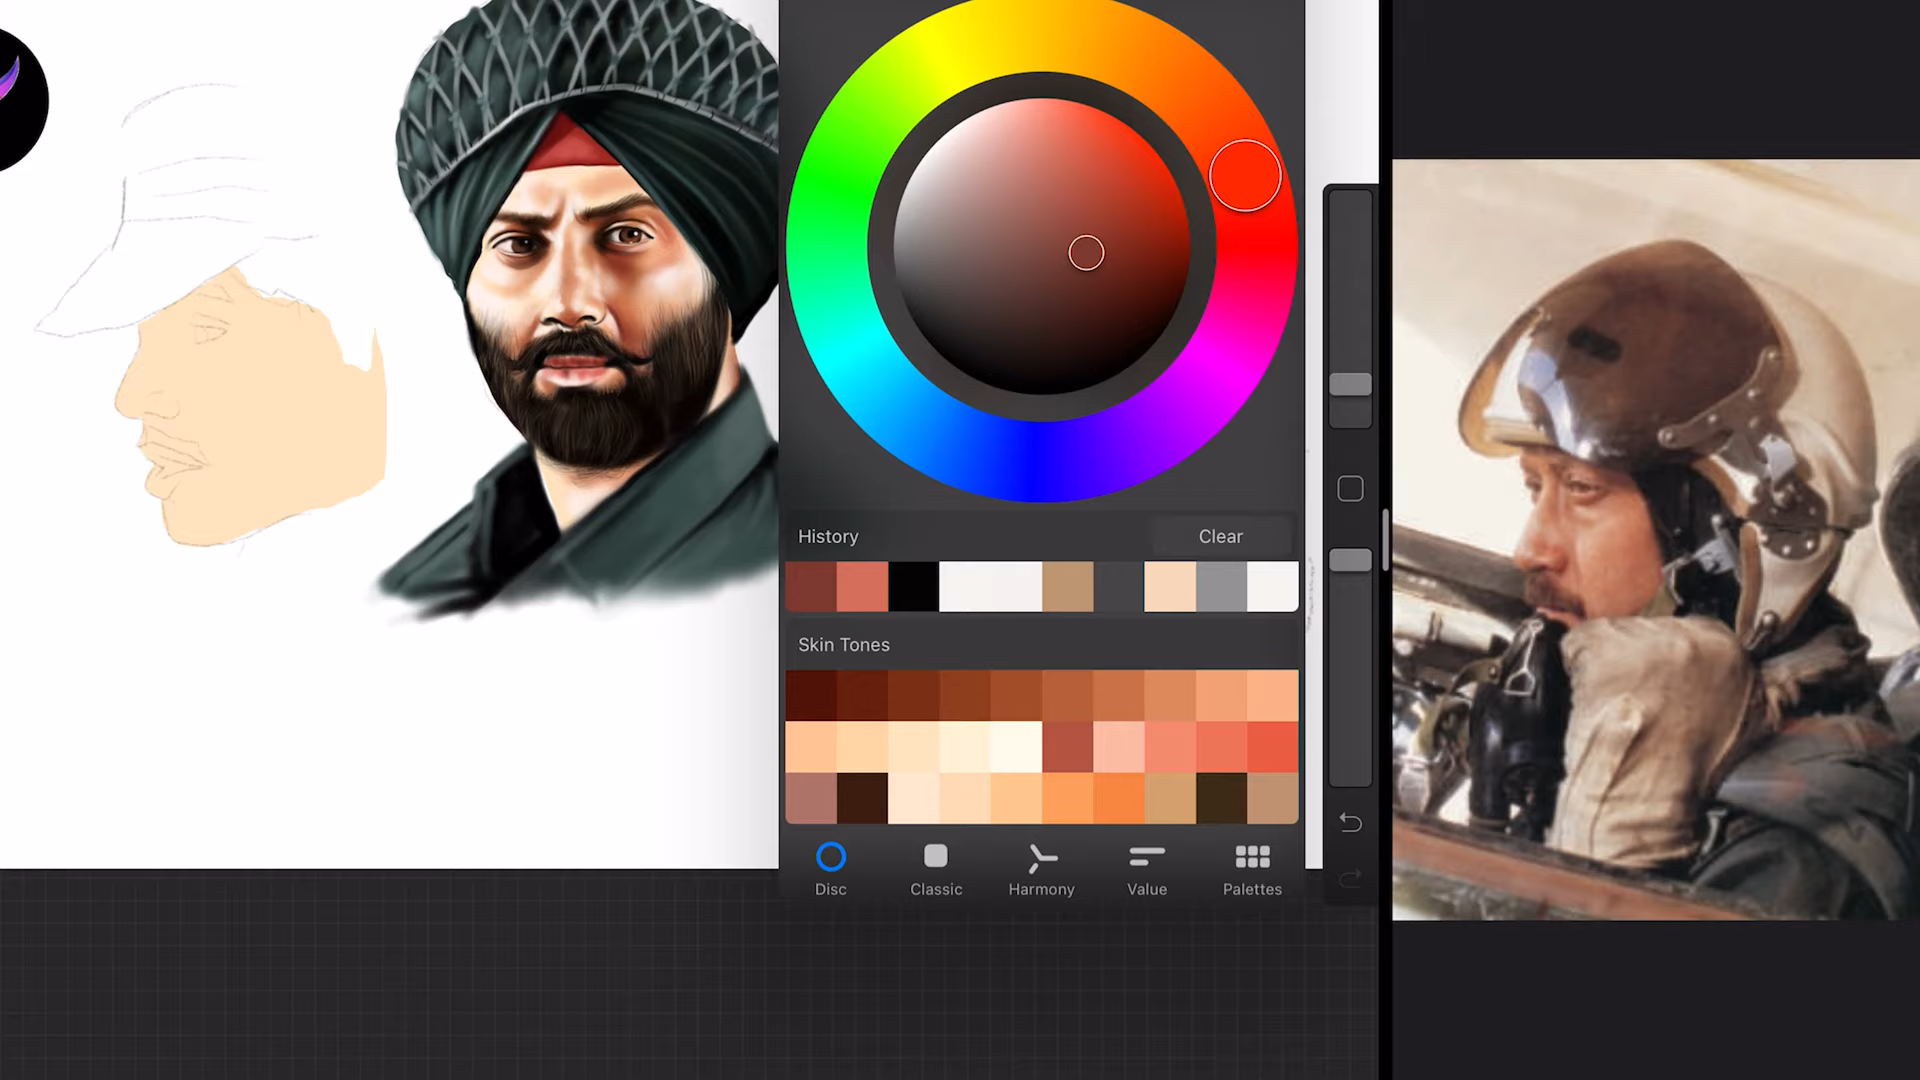 History
Clear
Skin Tones
Disc
Classic
Harmony
Value
Palettes